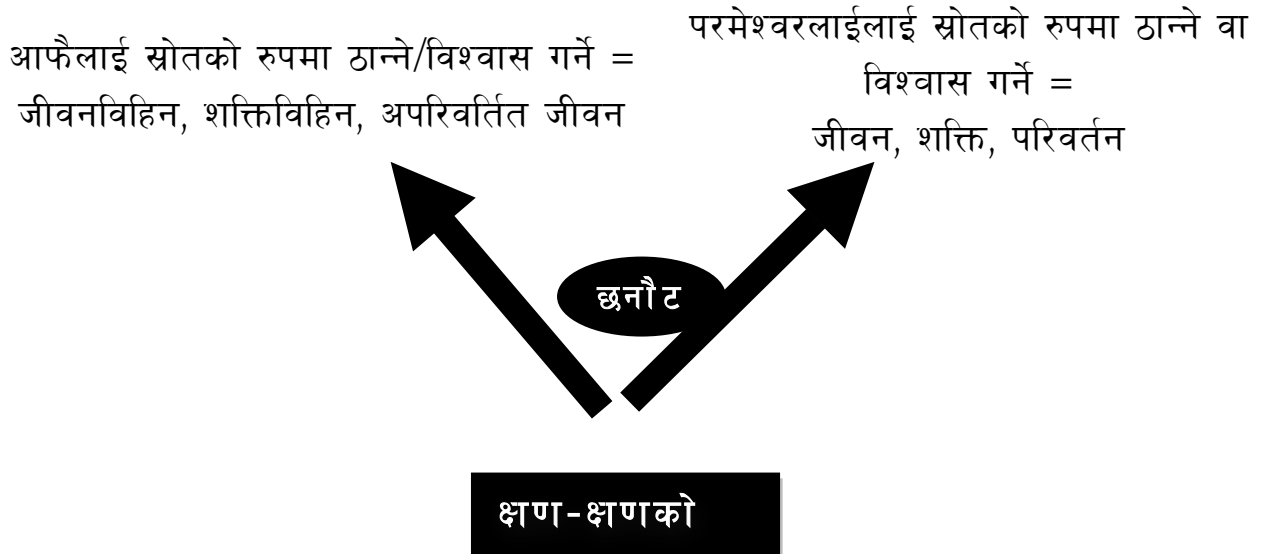 आफैलाई स्रोतको रुपमा ठान्ने/विश्वास गर्ने =
जीवनविहिन, शक्तिविहिन, अपरिवर्तित जीवन
परमेश्वरलाईलाई स्रोतको रुपमा ठान्ने वा
विश्वास गर्ने =
जीवन, शक्ति, परिवर्तन
छनौट
क्षण-क्षणको